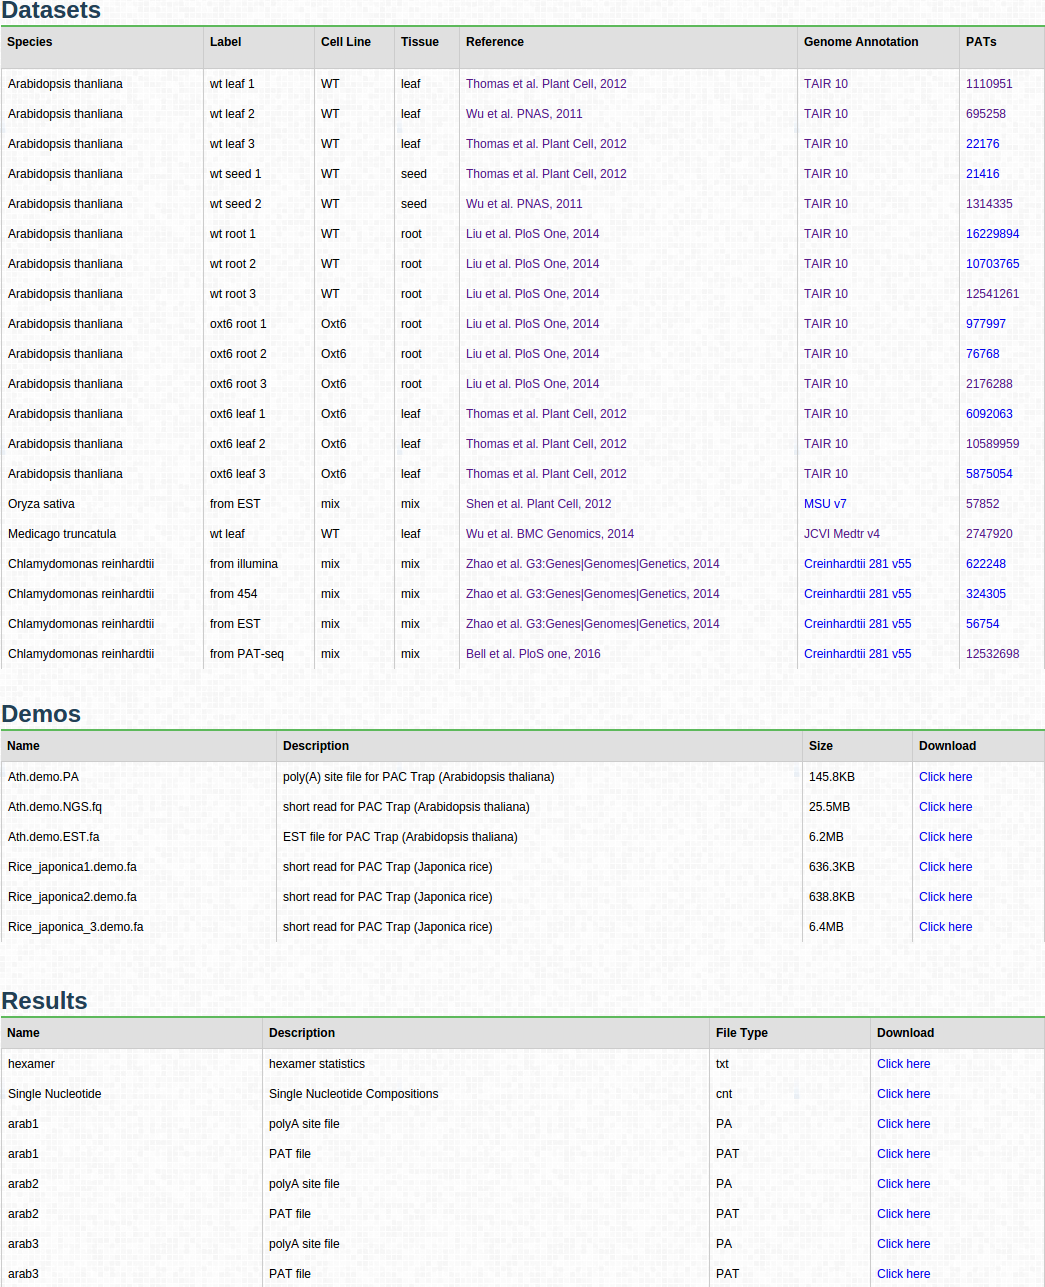 Datasets
Species Label Cell Line Tissue Reference Genome Annotation PATs
Arabidopsis thanliana wt leaf 1 WT leaf Thomas et al. Plant Cell, 2012 TAIR 10 1110951
Arabidopsis thanliana wt leaf 2 WT leaf Wu et al. PNAS, 2011 TAIR 10 695258
Arabidopsis thanliana wt leaf 3 WT leaf Thomas et al. Plant Cell, 2012 TAIR 10 22176
Arabidopsis thanliana wt seed 1 WT seed Thomas et al. Plant Cell, 2012 TAIR 10 21416
Arabidopsis thanliana wt seed 2 WT seed Wu et al. PNAS, 2011 TAIR 10 1314335
Arabidopsis thanliana wt root 1 WT root Liu et al. PloS One, 2014 TAIR 10 16229894
Arabidopsis thanliana wt root 2 WT root Liu et al. PloS One, 2014 TAIR 10 10703765
Arabidopsis thanliana wt root 3 WT root Liu et al. PloS One, 2014 TAIR 10 12541261
Arabidopsis thanliana oxt6 root 1 Oxt6 root Liu et al. PloS One, 2014 TAIR 10 977997
Arabidopsis thanliana oxt6 root 2 Oxt6 root Liu et al. PloS One, 2014 TAIR 10 76768
Arabidopsis thanliana oxt6 root 3 Oxt6 root Liu et al. PloS One, 2014 TAIR 10 2176288
Arabidopsis thanliana oxt6 leaf 1 Oxt6 leaf Thomas et al. Plant Cell, 2012 TAIR 10 6092063
Arabidopsis thanliana oxt6 leaf 2 Oxt6 leaf Thomas et al. Plant Cell, 2012 TAIR 10 10589959
Arabidopsis thanliana oxt6 leaf 3 Oxt6 leaf Thomas et al. Plant Cell, 2012 TAIR 10 5875054
Oryza sativa from EST mix mix Shen et al. Plant Cell, 2012 MSU v7 57852
Medicago truncatula wt leaf WT leaf Wu et al. BMC Genomics, 2014 JCVI Medtr v4 2747920
Chlamydomonas reinhardtii from illumina mix mix Zhao et al. G3:Genes|Genomes|Genetics, 2014 Creinhardtii 281 v55 622248
Chlamydomonas reinhardtii from 454 mix mix Zhao et al. G3:Genes|Genomes|Genetics, 2014 Creinhardtii 281 v55 324305
Chlamydomonas reinhardtii from EST mix mix Zhao et al. G3:Genes|Genomes|Genetics, 2014 Creinhardtii 281 v55 56754
Chlamydomonas reinhardtii from PAT-seq mix mix Bell et al. PloS one, 2016 Creinhardtii 281 v55 12532698
Demos
Name Description Size Download
Ath.demo.PA poly(A) site file for PAC Trap (Arabidopsis thaliana) 145.8KB Click here
Ath.demo.NGS.fq short read for PAC Trap (Arabidopsis thaliana) 25.5MB Click here
Ath.demo.EST.fa EST file for PAC Trap (Arabidopsis thaliana) 6.2MB Click here
Rice_japonica1.demo.fa short read for PAC Trap (Japonica rice) 636.3KB Click here
Rice_japonica2.demo.fa short read for PAC Trap (Japonica rice) 638.8KB Click here
Rice_japonica_3.demo.fa short read for PAC Trap (Japonica rice) 6.4MB Click here
Results
Name Description File Type Download
hexamer hexamer statistics txt Click here
Single Nucleotide Single Nucleotide Compositions cnt Click here
arab1 polyA site file PA Click here
arab1 PAT file PAT Click here
arab2 polyA site file PA Click here
arab2 PAT file PAT Click here
arab3 polyA site file PA Click here
arab3 PAT file PAT Click here